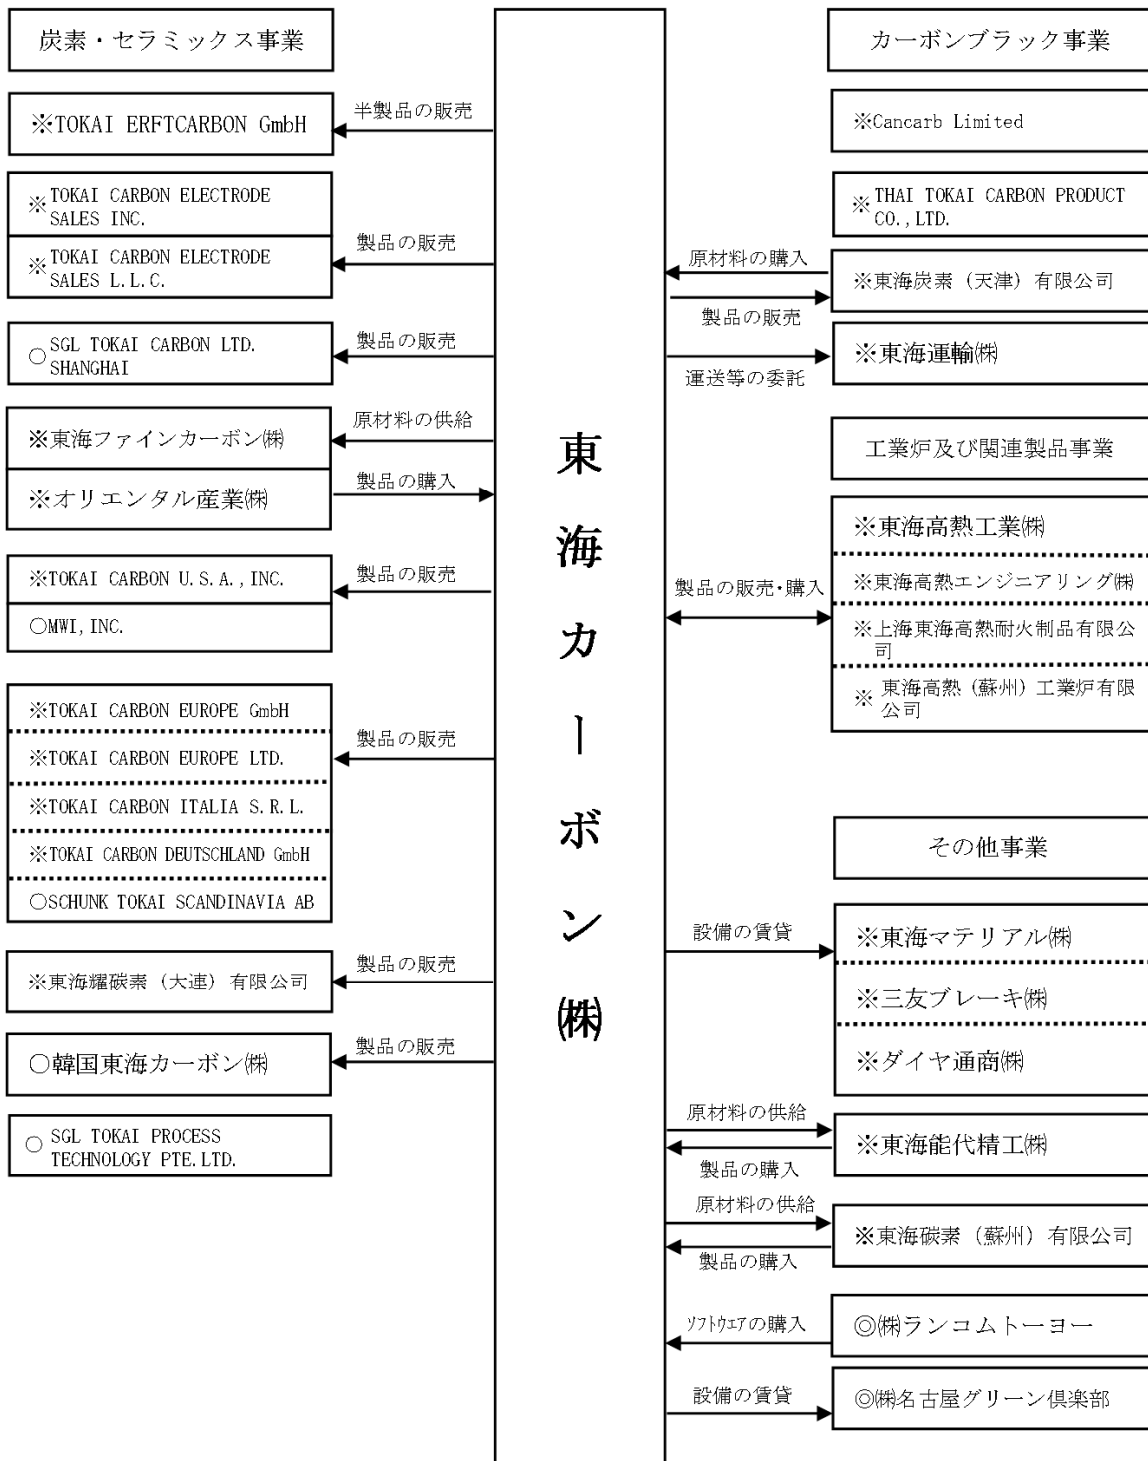 炭素・セラミックス事業
※TOKAI ERFTCARBON GmbH
半製品の販売
※TOKAI CARBON ELECTRODE
SALES INC.
※TOKAI CARBON ELECTRODE
SALES L.L.C.
製品の販売
○SGL TOKAI CARBON LTD.
SHANGHAI
製品の販売
※東海ファインカーボン㈱
原材料の供給
※オリエンタル産業㈱
製品の購入
※TOKAI CARBON U.S.A.,INC.
製品の販売
○MWI,INC.
※TOKAI CARBON EUROPE GmbH
※TOKAI CARBON EUROPE LTD.
製品の販売
※TOKAI CARBON ITALIA S.R.L.
※TOKAI CARBON DEUTSCHLAND GmbH
○SCHUNK TOKAI SCANDINAVIA AB
※東海耀碳素（大連）有限公司
製品の販売
○韓国東海カーボン㈱
製品の販売
○SGL TOKAI PROCESS
TECHNOLOGY PTE.LTD.
東海カーボン㈱
カーボンブラック事業
※Cancarb Limited
※THAI TOKAI CARBON PRODUCT
CO.,LTD.
原材料の購入
※東海炭素（天津）有限公司
製品の販売
※東海運輸㈱
運送等の委託
工業炉及び関連製品事業
※東海高熱工業㈱
※東海高熱エンジニアリング㈱
製品の販売・購入
※上海東海高熱耐火制品有限公
司
※東海高熱（蘇州）工業炉有限
公司
その他事業
設備の賃貸
※東海マテリアル㈱
※三友ブレーキ㈱
※ダイヤ通商㈱
原材料の供給
※東海能代精工㈱
製品の購入
原材料の供給
※東海碳素（蘇州）有限公司
製品の購入
ｿﾌﾄｳｴｱの購入
◎㈱ランコムトーヨー
設備の賃貸
◎㈱名古屋グリーン倶楽部